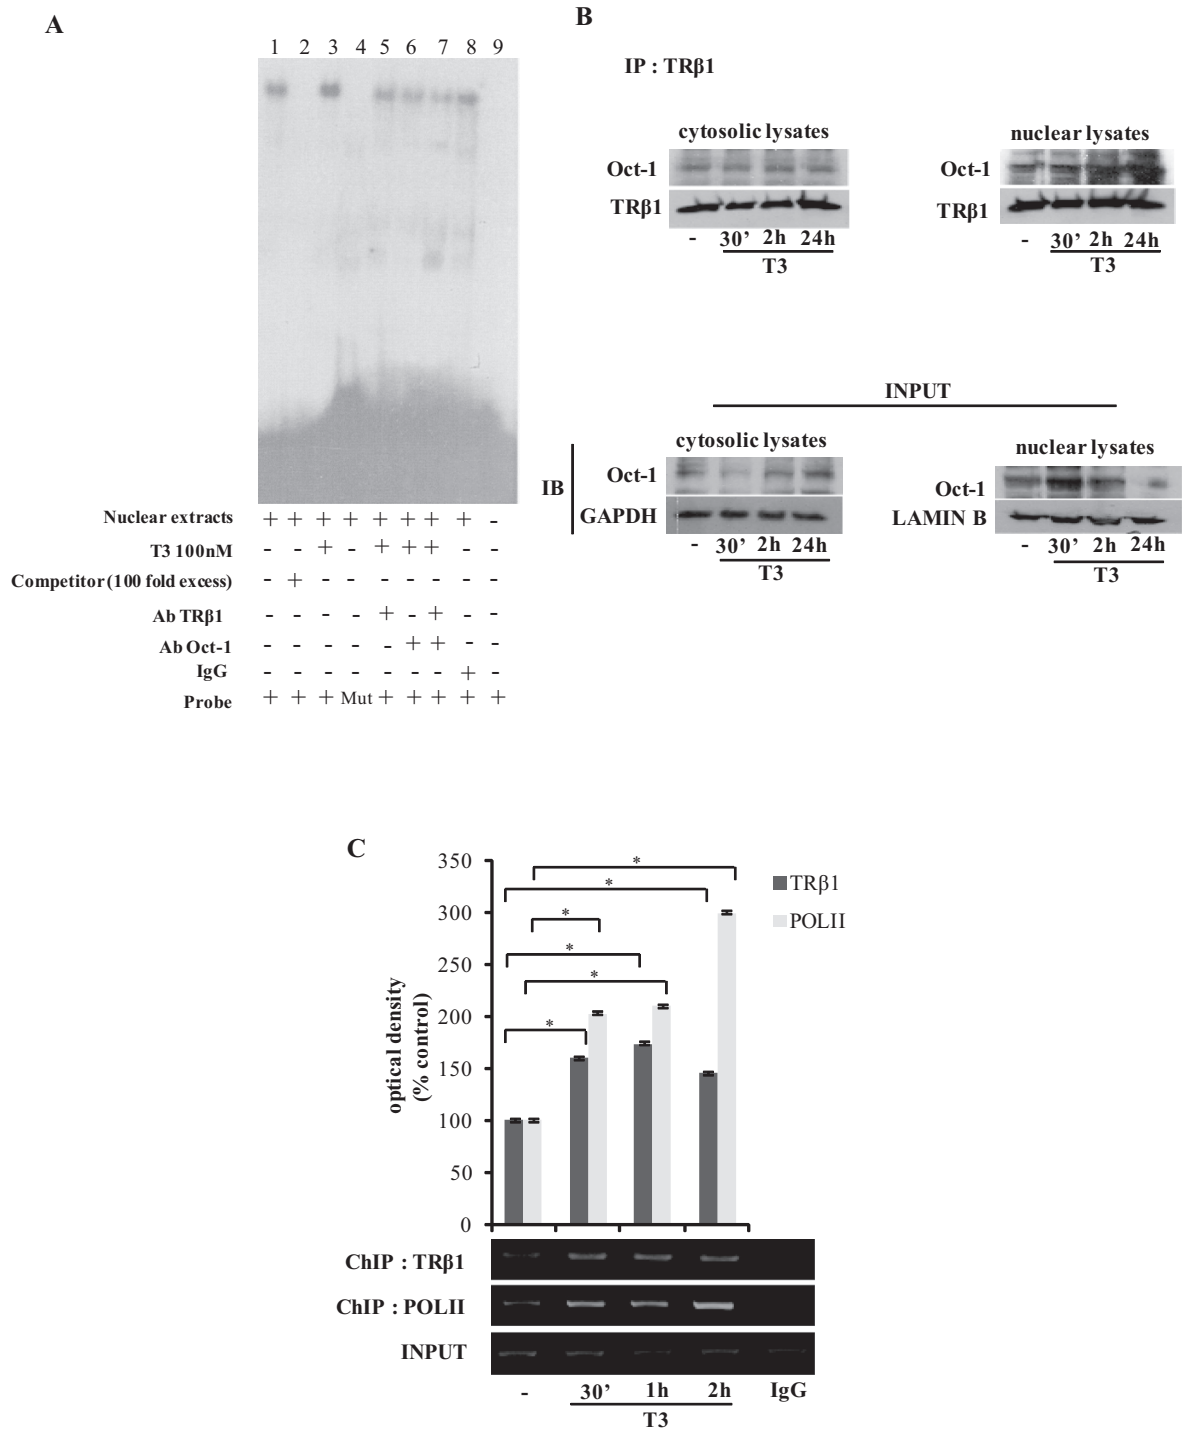 A
1 2 3 4 5 6 7 8 9
Nuclear extracts + + + + + + + + -
T3 100nM - - + - + + + - -
Competitor (100 fold excess) - + - - - - - - -
Ab TRβ1 - - - - + - + - -
Ab Oct-1 - - - - - + + - -
IgG - - - - - - - + -
Probe + + + Mut + + + + +
B
IP : TRβ1
cytosolic lysates
Oct-1
TRβ1
- 30’ 2h 24h
T3
nuclear lysates
Oct-1
TRβ1
- 30’ 2h 24h
T3
INPUT
IB
cytosolic lysates
Oct-1
GAPDH
- 30’ 2h 24h
T3
nuclear lysates
Oct-1
LAMIN B
- 30’ 2h 24h
T3
C
optical density
(% control)
350
300
250
200
150
100
50
0
*
*
*
*
*
*
TRβ1
POLII
ChIP : TRβ1
ChIP : POLII
INPUT
- 30’ 1h 2h IgG
T3